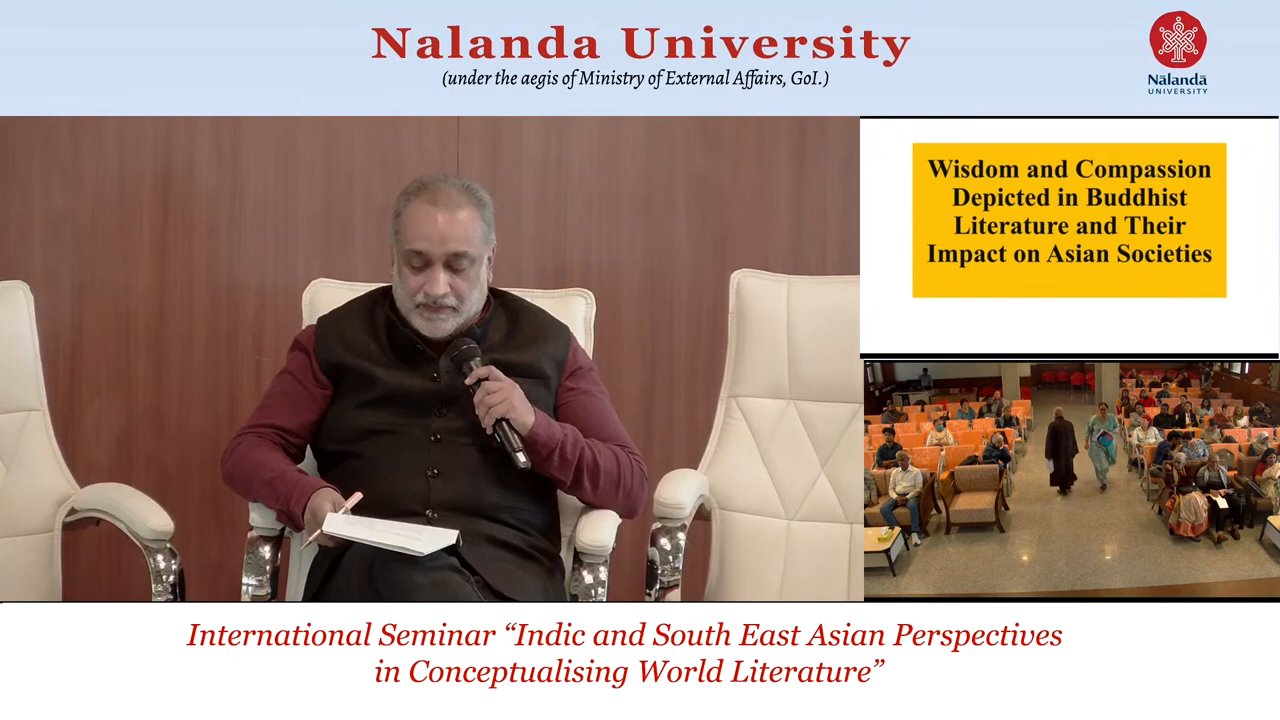 Nalanda University
(under the aegis of Ministry of External Affairs, GoI.)
Nālandā
UNIVERSITY
Wisdom and Compassion
Depicted in Buddhist
Literature and Their
Impact on Asian Societies
International Seminar “Indic and South East Asian Perspectives
in Conceptualising World Literature”